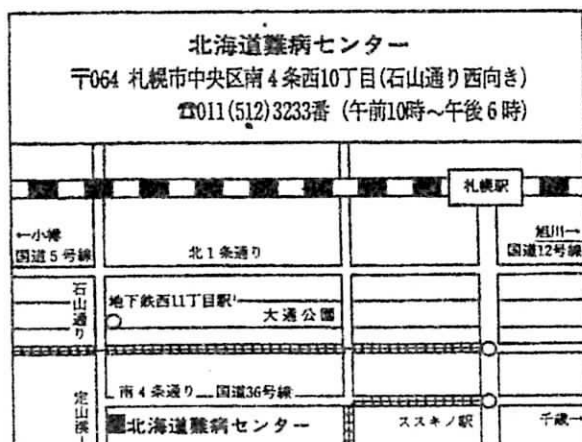 北海道難病センター
〒064 札幌市中央区南4条西10丁目(石山通り西向き)
☎011(512)3233番 (午前10時〜午後6時)
札幌駅
←小樽
国道5号線
北1条通り
旭川→
国道12号線
石山通り
地下鉄西11丁目駅
大通公園
南4条通り
国道36号線
定山渓
北海道難病センター
ススキノ駅
千歳→